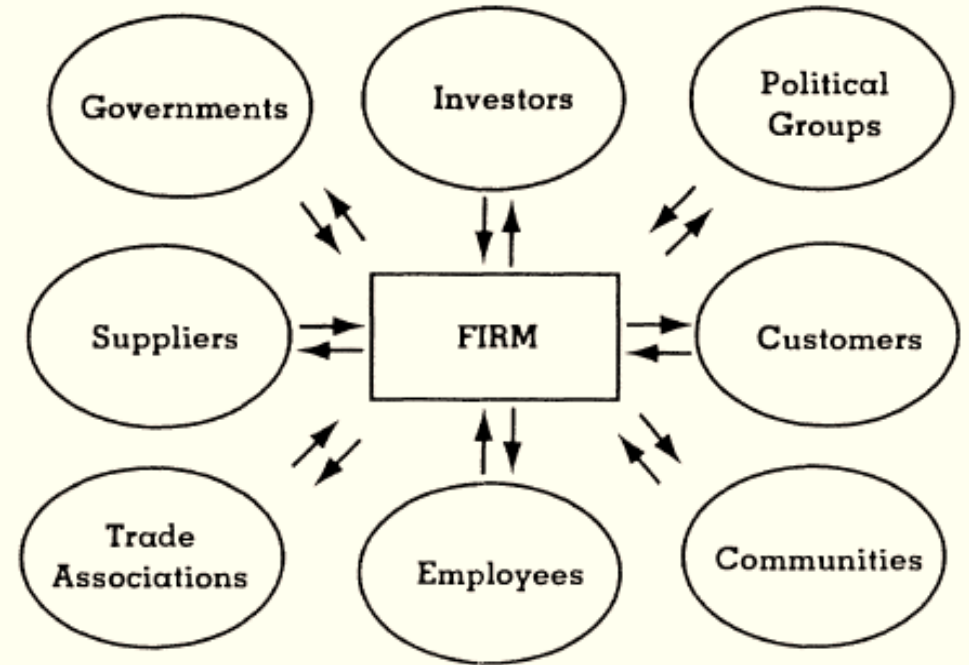 Governments
Investors
Political
Groups
Suppliers
FIRM
Customers
Trade
Associations
Employees
Communities